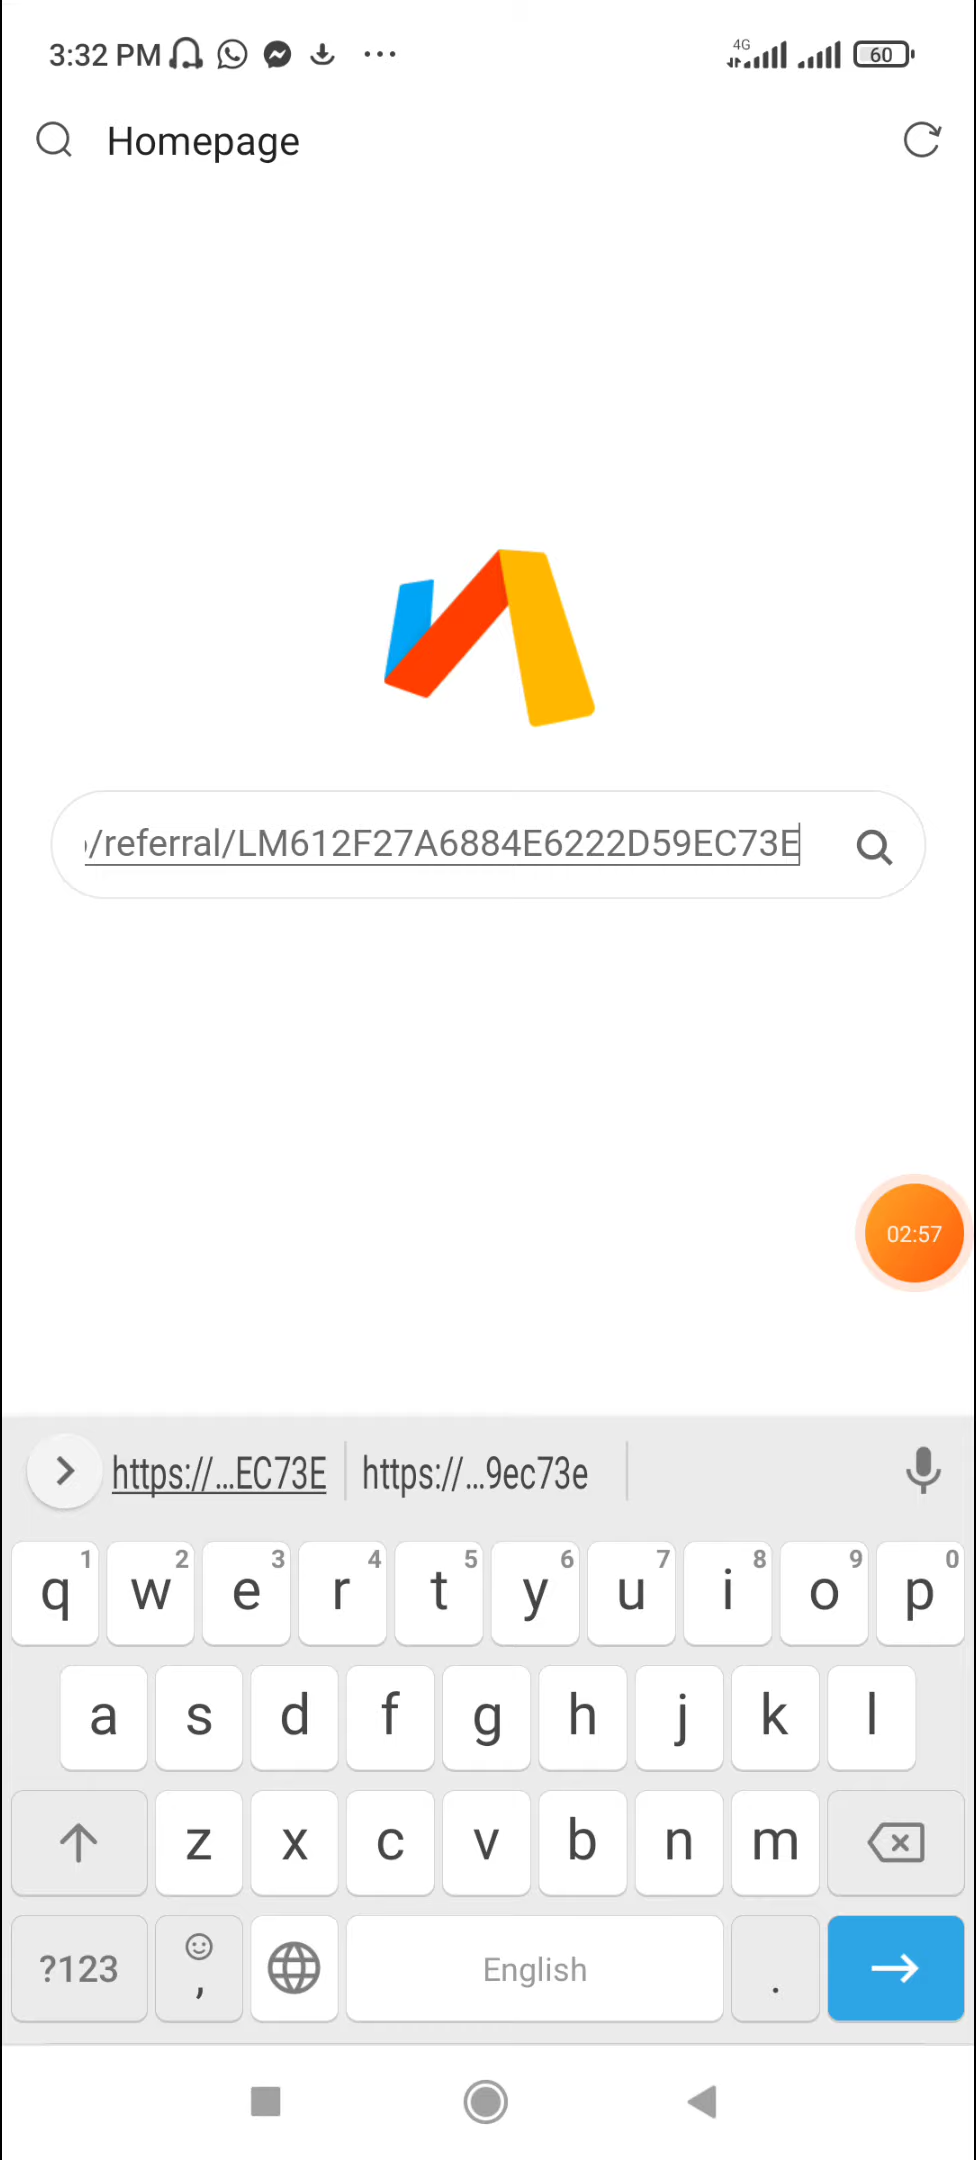 3:32 PM
4G
60
Homepage
/referral/LM612F27A6884E6222D59EC73E
02:57
https://...EC73E
https://...9ec73e
1 2 3 4 5 6 7 8 9 0
q w e r t y u i o p
a s d f g h j k l
z x c v b n m
?123 , English .